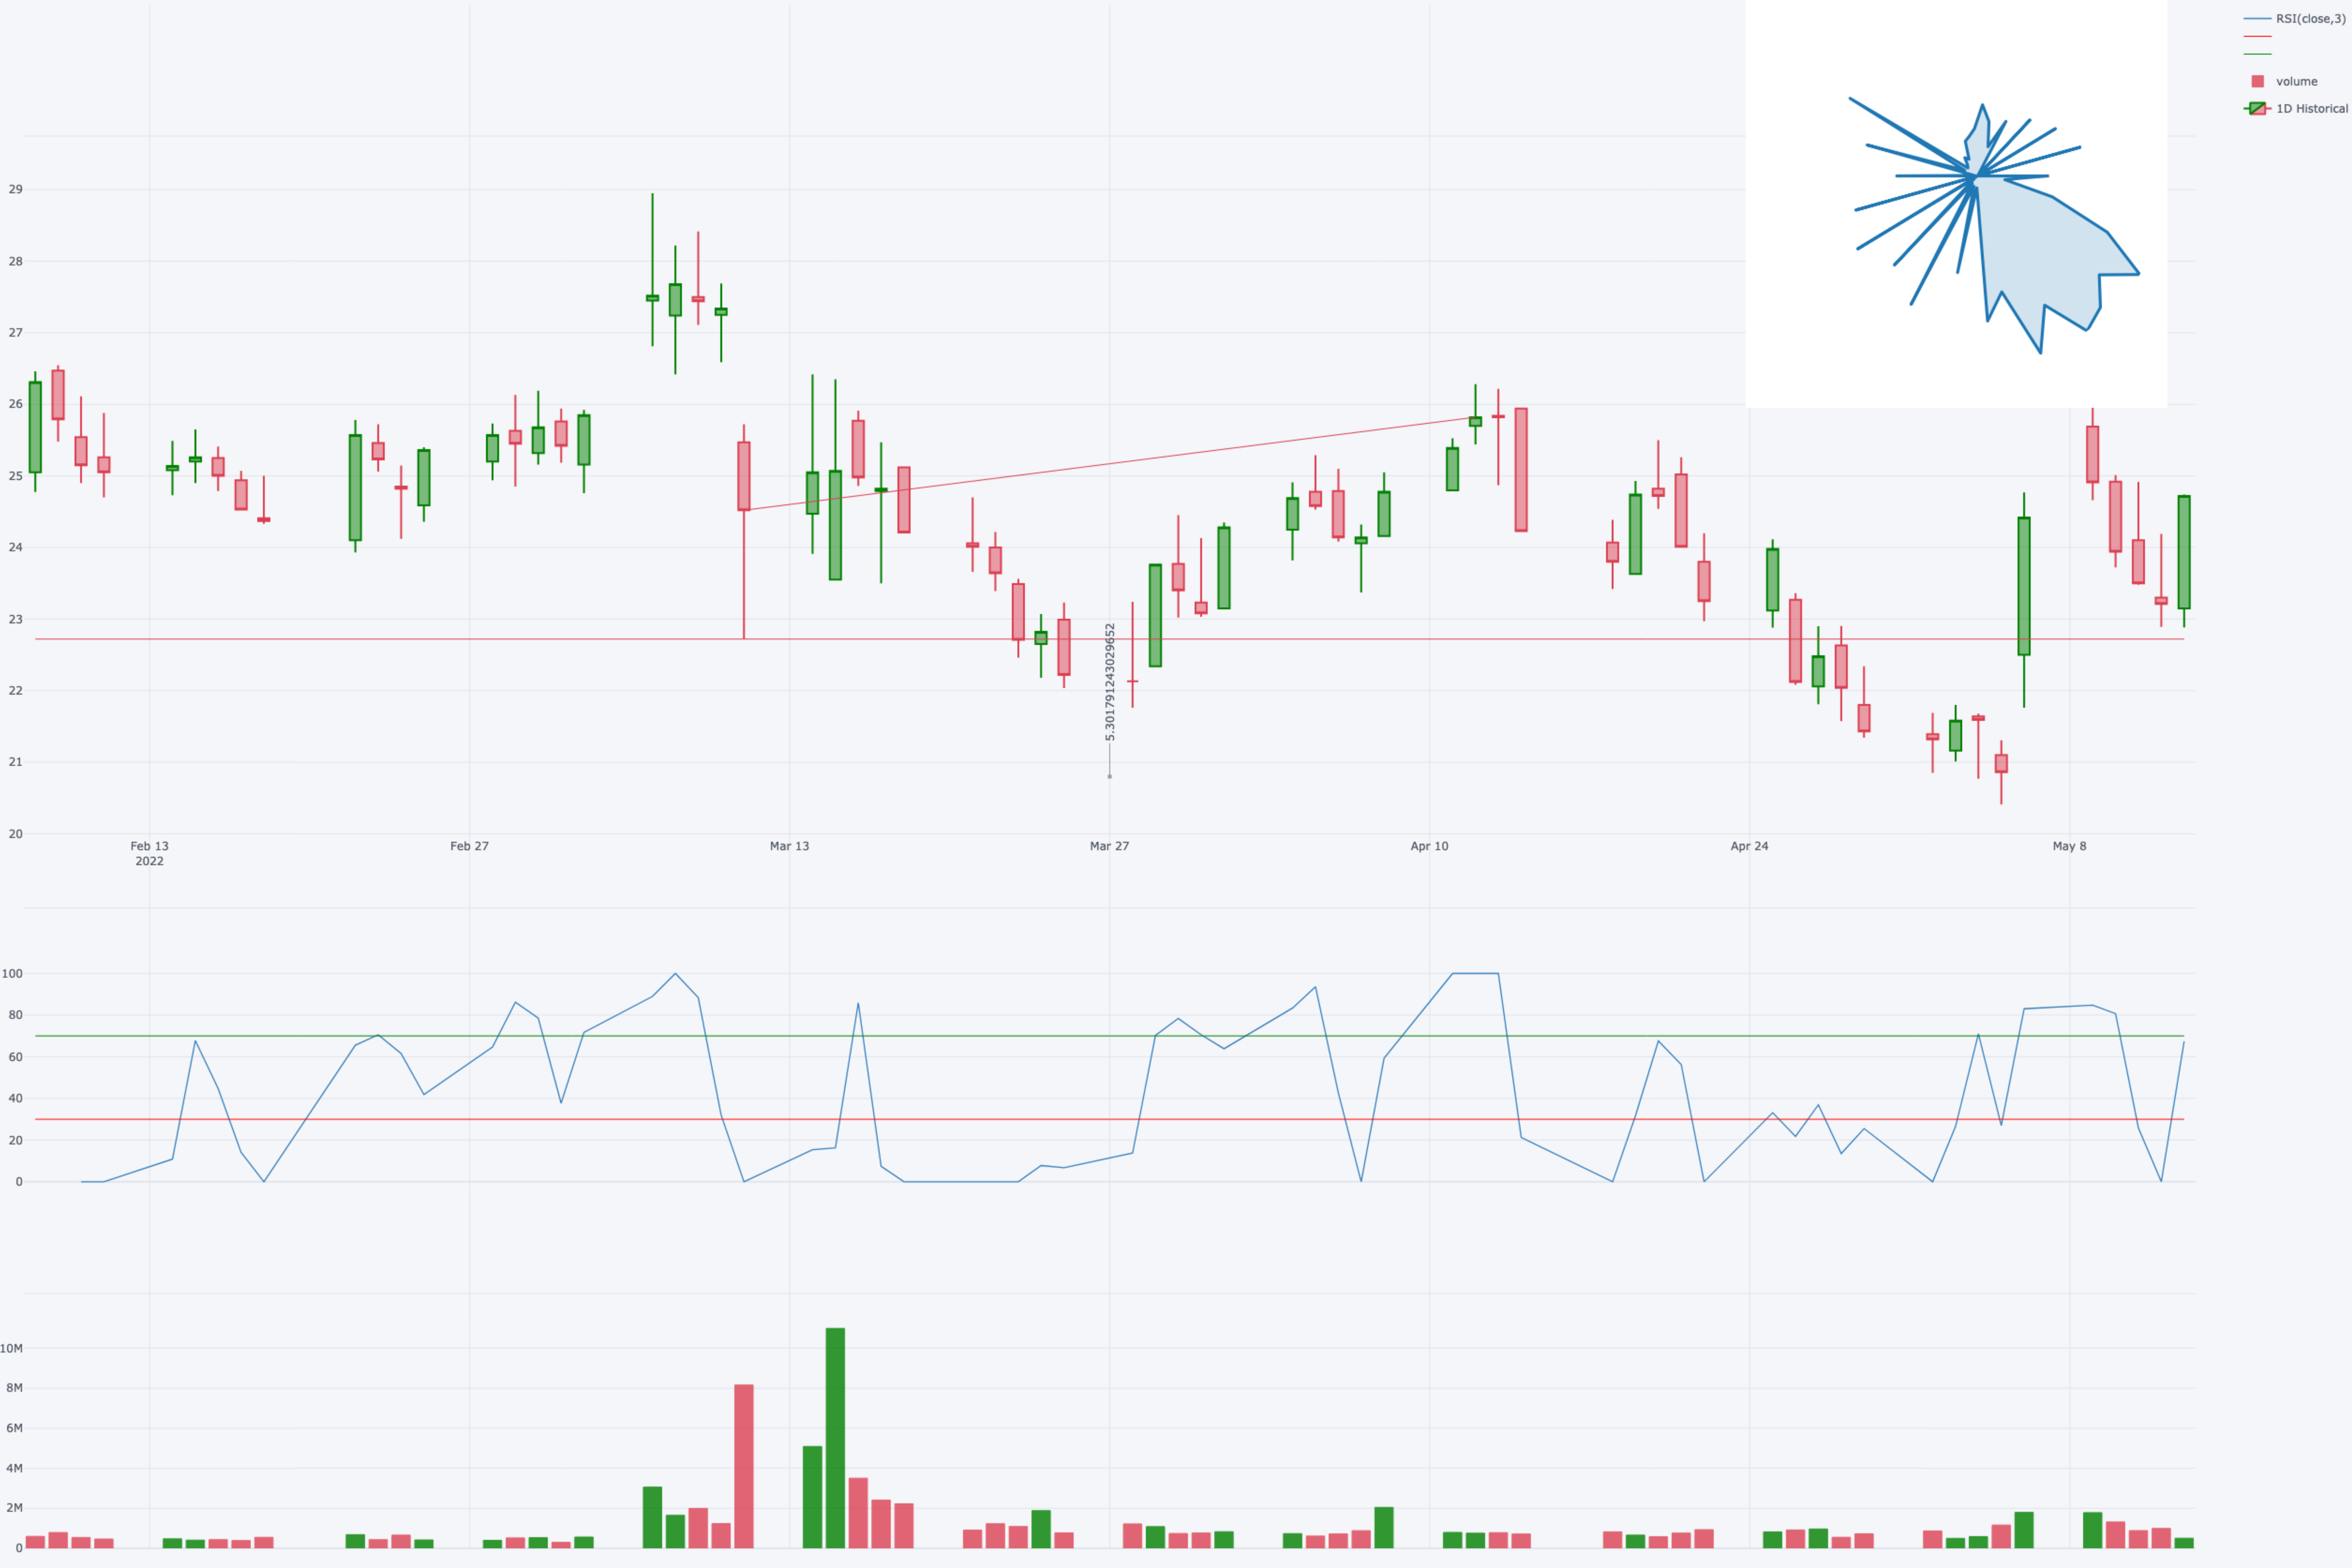 RSI(close,3)
volume
1D Historical
29
28
27
26
25
24
23
22
21
20
5.301791243029652
Feb 13
2022
Feb 27
Mar 13
Mar 27
Apr 10
Apr 24
May 8
100
80
60
40
20
0
10M
8M
6M
4M
2M
0